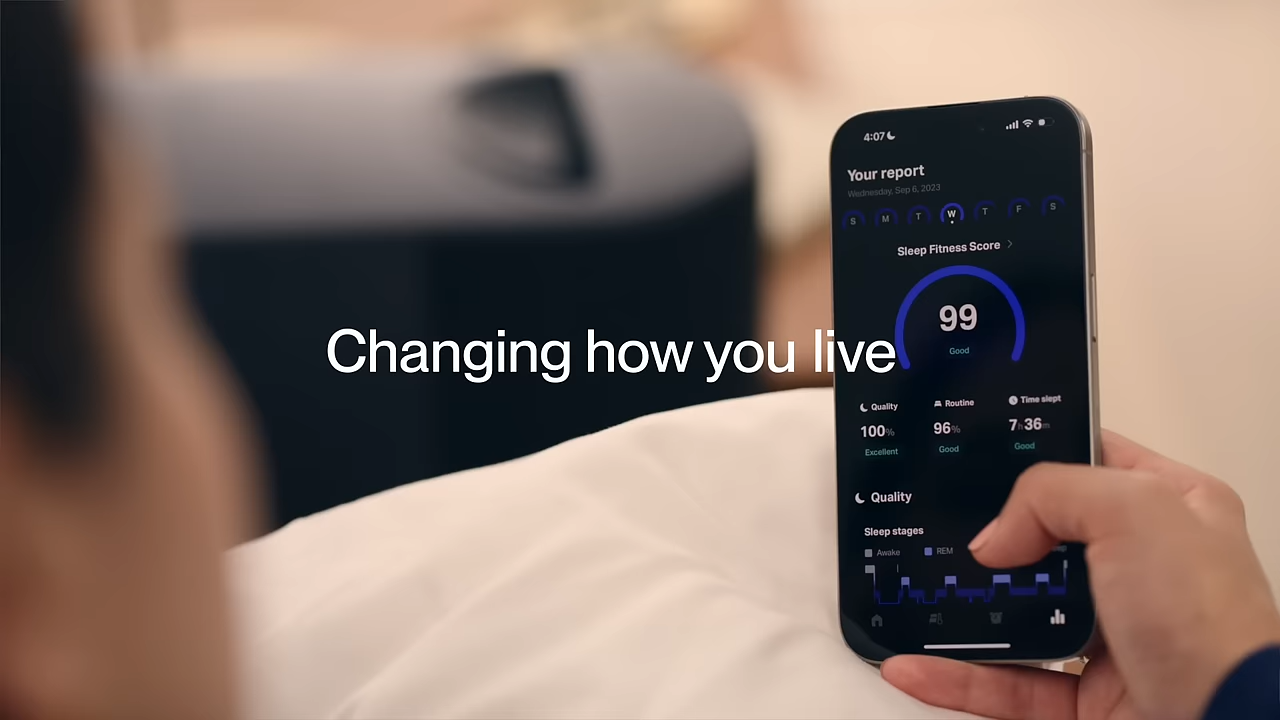 4:07
Your report
Wednesday, Sep 6, 2023
S M T W T F S
Sleep Fitness Score
99
Good
Changing how you live
Quality Routine Time slept
100% 96% 7h 36m
Excellent Good Good
Quality
Sleep stages
Awake REM